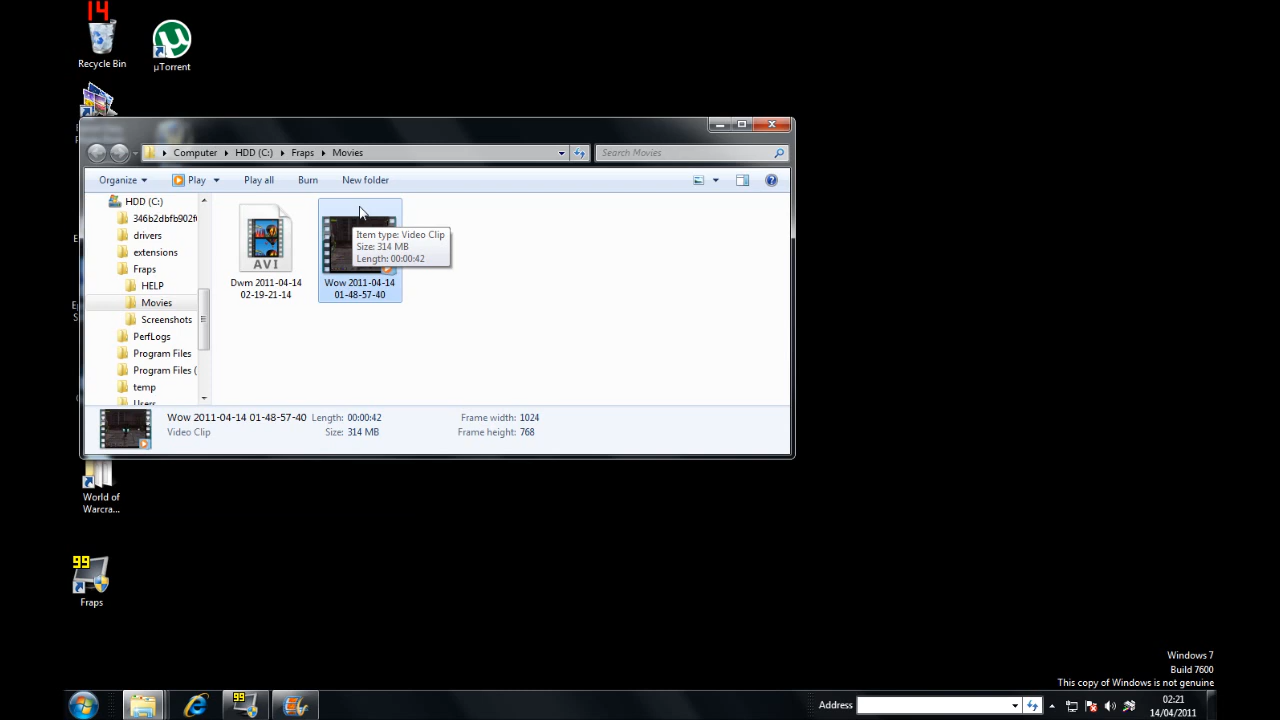 14
Recycle Bin
µTorrent
Computer
HDD (C:)
Fraps
Movies
Search Movies
Organize
Play
Play all
Burn
New folder
HDD (C:)
346b2dbfb902f
drivers
extensions
Fraps
HELP
Movies
Screenshots
PerfLogs
Program Files
Program Files (
temp
Users
AVI
Dwm 2011-04-14
02-19-21-14
Wow 2011-04-14
01-48-57-40
Item type: Video Clip
Size: 314 MB
Length: 00:00:42
Wow 2011-04-14 01-48-57-40
Length: 00:00:42
Frame width: 1024
Video Clip
Size: 314 MB
Frame height: 768
World of
Warcra...
99
Fraps
Windows 7
Build 7600
This copy of Windows is not genuine
99
Address
02:21
14/04/2011